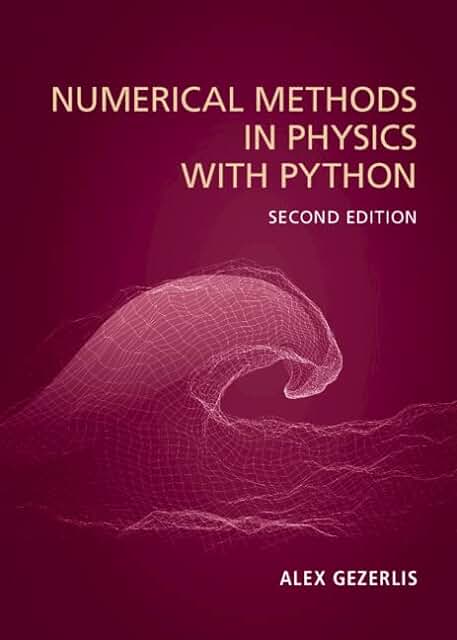 NUMERICAL METHODS
IN PHYSICS
WITH PYTHON
SECOND EDITION
ALEX GEZERLIS